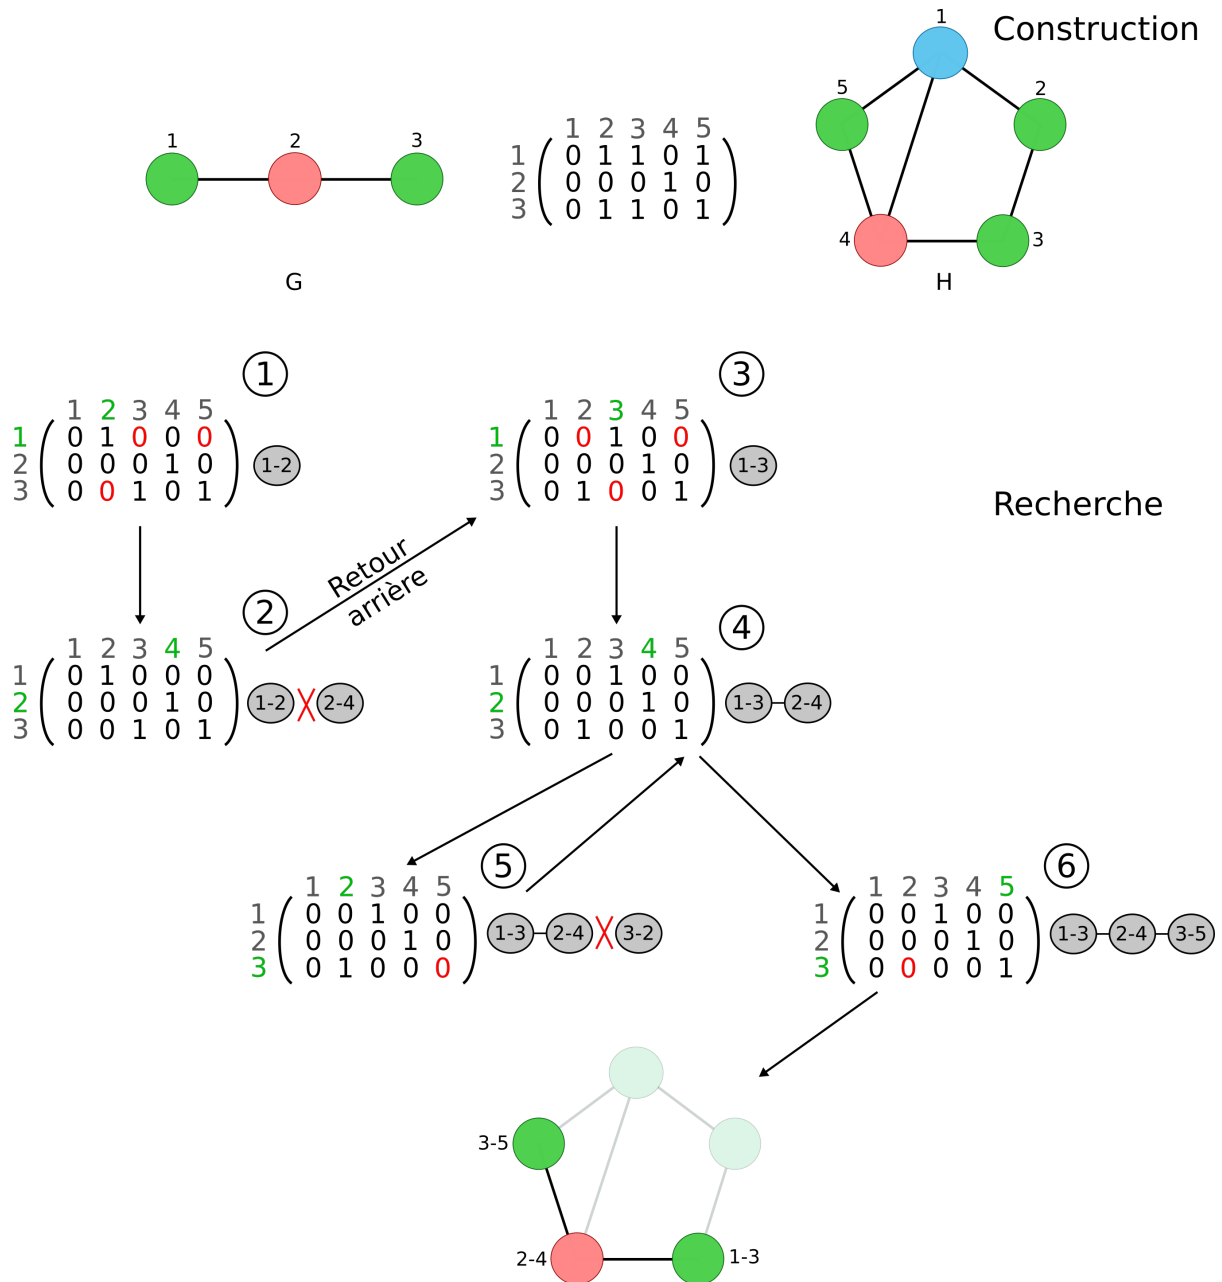 Construction
1 2 3
G
1 2 3 4 5
1 0 1 1 0 1
2 0 0 0 1 0
3 0 1 1 0 1
1
5 2
4 3
H
Recherche
1
1 2 3 4 5
1 0 1 0 0 0
2 0 0 0 1 0
3 0 0 1 0 1
1-2
3
1 2 3 4 5
1 0 0 1 0 0
2 0 0 0 1 0
3 0 1 0 0 1
1-3
Retour
arrière
2
1 2 3 4 5
1 0 1 0 0 0
2 0 0 0 1 0
3 0 0 1 0 1
1-2 2-4
4
1 2 3 4 5
1 0 0 1 0 0
2 0 0 0 1 0
3 0 1 0 0 1
1-3 2-4
5
1 2 3 4 5
1 0 0 1 0 0
2 0 0 0 1 0
3 0 1 0 0 0
1-3 2-4 3-2
6
1 2 3 4 5
1 0 0 1 0 0
2 0 0 0 1 0
3 0 0 0 0 1
1-3 2-4 3-5
3-5
2-4 1-3